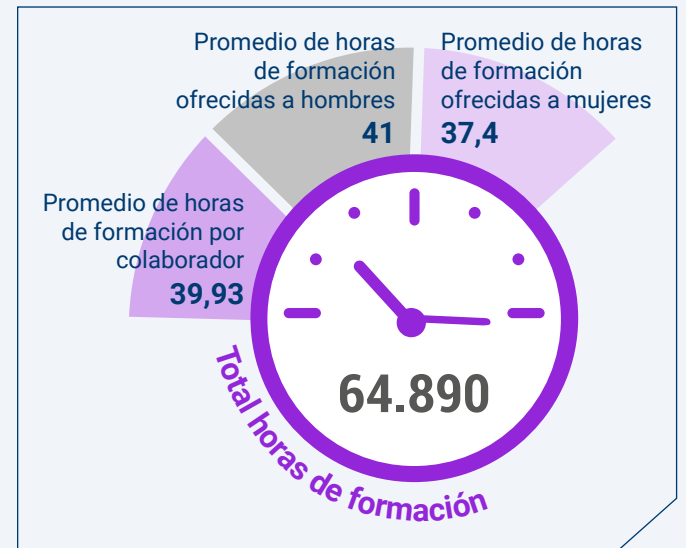 Promedio de horas
de formación
ofrecidas a hombres
41
Promedio de horas
de formación
ofrecidas a mujeres
37,4
Promedio de horas
de formación por
colaborador
39,93
64.890
Total horas de formación